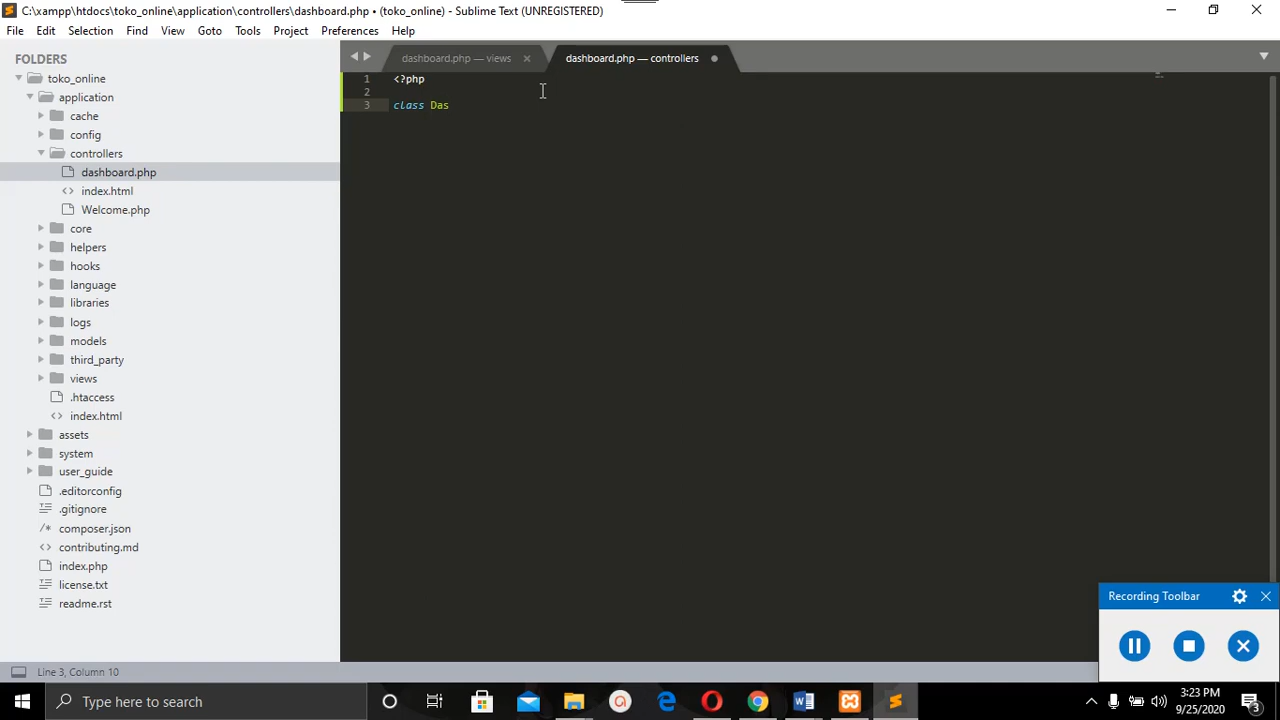 C:\xampp\htdocs\toko_online\application\controllers\dashboard.php • (toko_online) - Sublime Text (UNREGISTERED)
File Edit Selection Find View Goto Tools Project Preferences Help
FOLDERS
toko_online
application
cache
config
controllers
dashboard.php
<> index.html
Welcome.php
core
helpers
hooks
language
libraries
logs
models
third_party
views
.htaccess
<> index.html
assets
system
user_guide
.editorconfig
.gitignore
/* composer.json
<> contributing.md
index.php
license.txt
readme.rst
dashboard.php — views
dashboard.php — controllers
1 <?php
2
3 class Das
Recording Toolbar
Line 3, Column 10
Type here to search
3:23 PM
9/25/2020
3